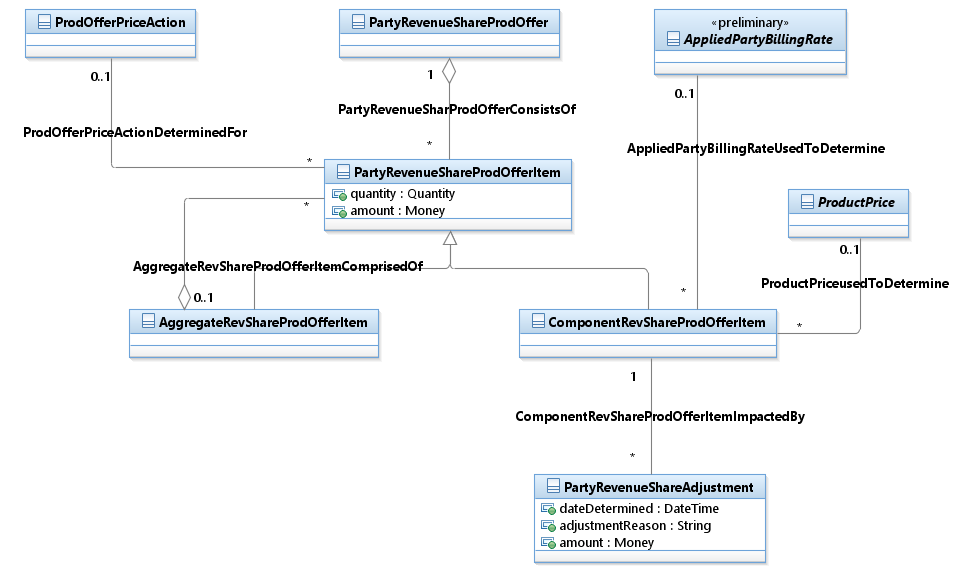 ProdOfferPriceAction
PartyRevenueShareProdOffer
«preliminary»
AppliedPartyBillingRate
0..1
1
0..1
PartyRevenueSharProdOfferConsistsOf
ProdOfferPriceActionDeterminedFor
*
AppliedPartyBillingRateUsedToDetermine
*
PartyRevenueShareProdOfferItem
quantity : Quantity
amount : Money
*
ProductPrice
0..1
AggregateRevShareProdOfferItemComprisedOf
ProductPriceusedToDetermine
0..1
*
AggregateRevShareProdOfferItem
ComponentRevShareProdOfferItem
*
1
ComponentRevShareProdOfferItemImpactedBy
*
PartyRevenueShareAdjustment
dateDetermined : DateTime
adjustmentReason : String
amount : Money